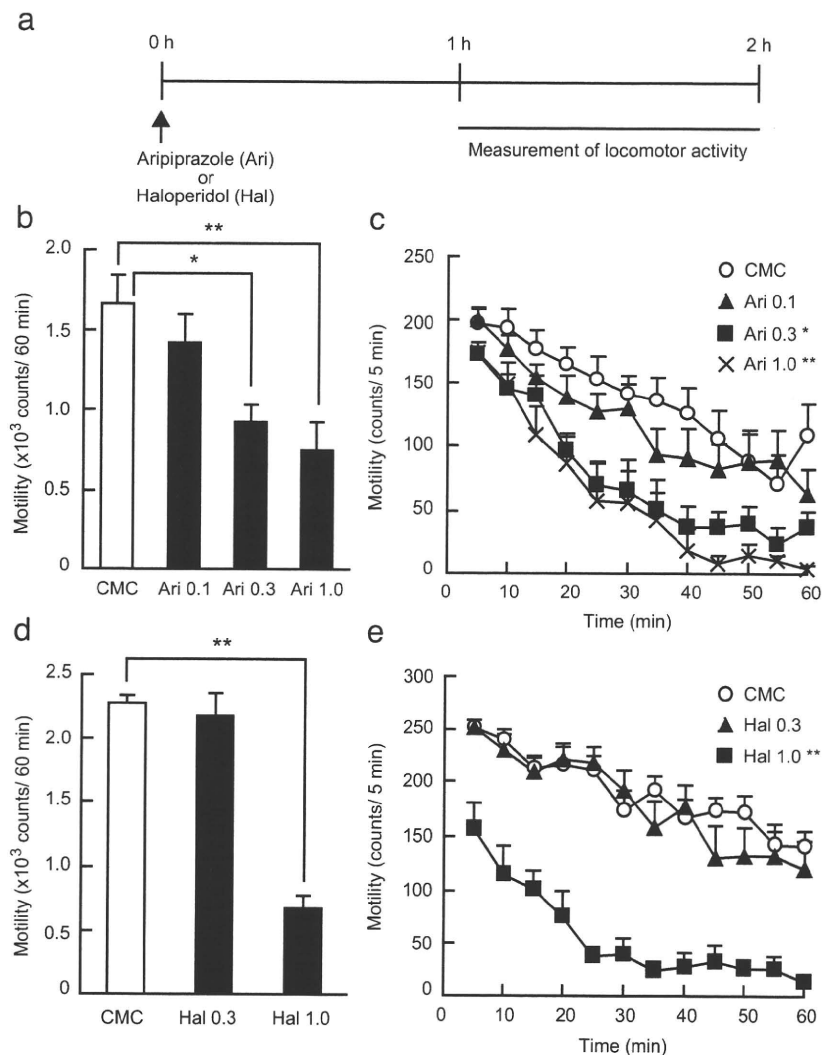 a
0 h
1 h
2 h
Aripiprazole (Ari)
or
Haloperidol (Hal)
Measurement of locomotor activity
b
Motility (x10³ counts/ 60 min)
2.0
1.5
1.0
0.5
0
**
*
CMC Ari 0.1 Ari 0.3 Ari 1.0
c
Motility (counts/ 5 min)
250
200
150
100
50
0
CMC
Ari 0.1
Ari 0.3 *
Ari 1.0 **
0 10 20 30 40 50 60
Time (min)
d
Motility (x10³ counts/ 60 min)
2.5
2.0
1.5
1.0
0.5
0
**
CMC Hal 0.3 Hal 1.0
e
Motility (counts/ 5 min)
300
250
200
150
100
50
0
CMC
Hal 0.3
Hal 1.0 **
0 10 20 30 40 50 60
Time (min)